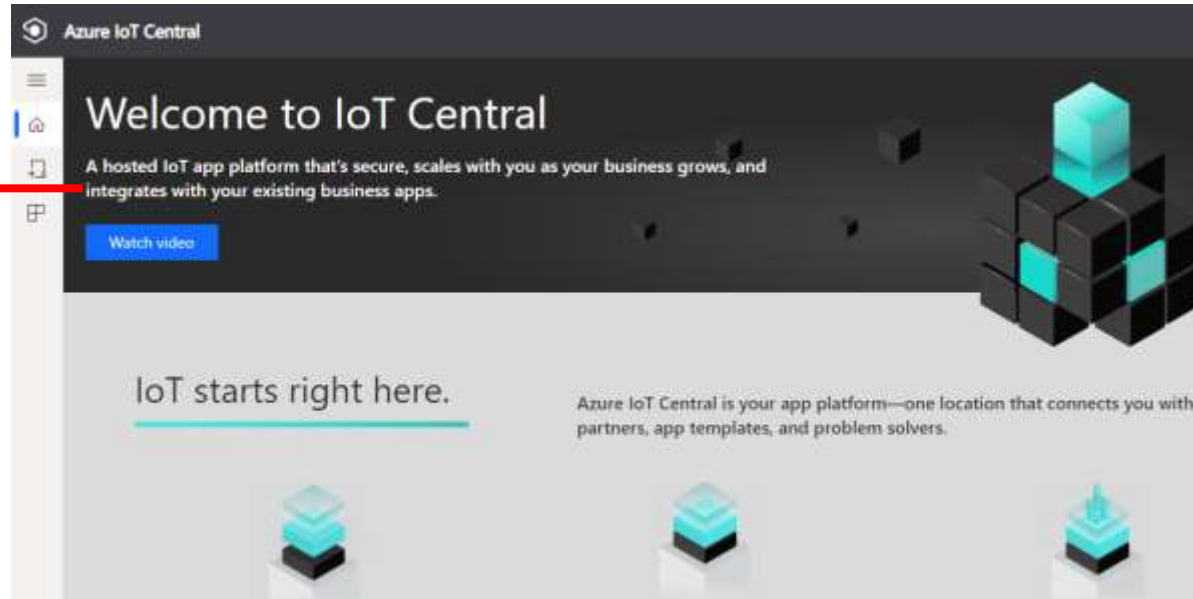 Azure IoT Central
Welcome to IoT Central
A hosted IoT app platform that's secure, scales with you as your business grows, and
integrates with your existing business apps.
Watch video
IoT starts right here.
Azure IoT Central is your app platform—one location that connects you with
partners, app templates, and problem solvers.